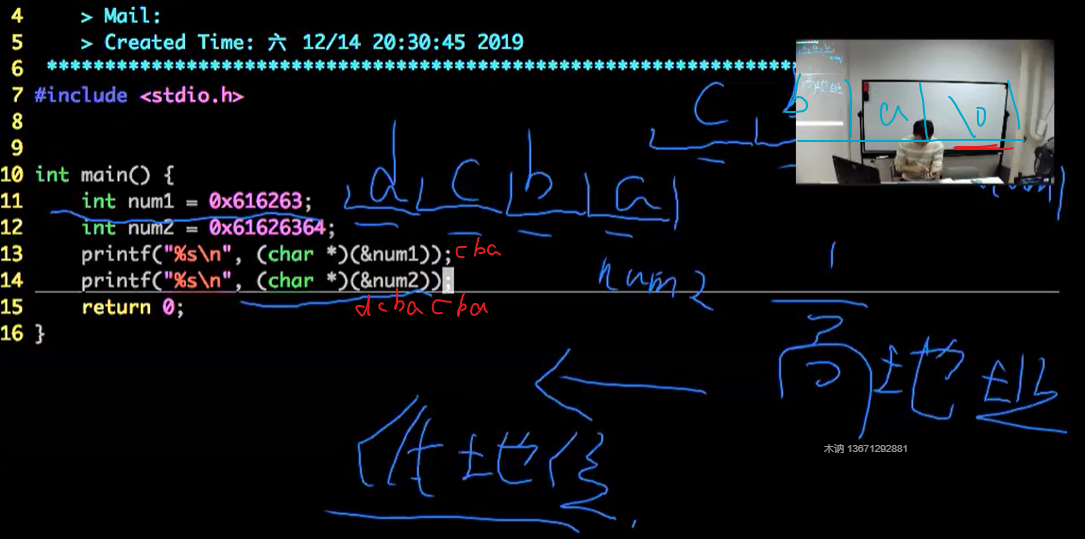 4 > Mail:
5 > Created Time: 六 12/14 20:30:45 2019
6 ************************************************************************
7 #include <stdio.h>
8
9
10 int main() {
11 int num1 = 0x616263;
12 int num2 = 0x61626364;
13 printf("%s\n", (char *)(&num1));
14 printf("%s\n", (char *)(&num2));
15 return 0;
16 }
c b a \0
d c b a
cba
num2
dcbacba
高地址
低地址
木讷 13671292881